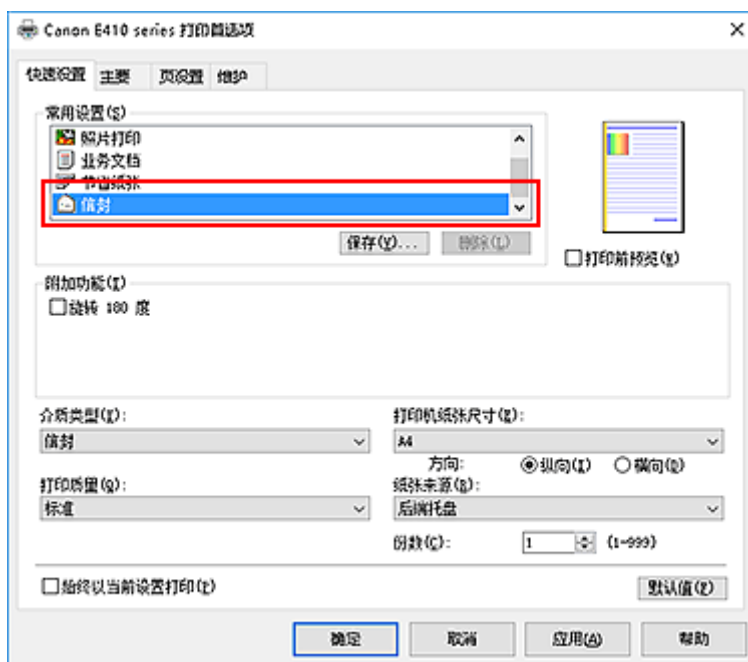 Canon E410 series 打印首选项
快速设置 主要 页设置 维护
常用设置(S)
照片打印
业务文档
节省纸张
信封
保存(V)... 删除(L)
打印前预览(W)
附加功能(I)
旋转 180 度
介质类型(Y):
信封
打印机纸张尺寸(Z):
A4
方向: 纵向(I) 横向(D)
打印质量(Q):
标准
纸张来源(B):
后端托盘
份数(C): 1 (1-999)
始终以当前设置打印(P)
默认值(F)
确定 取消 应用(A) 帮助